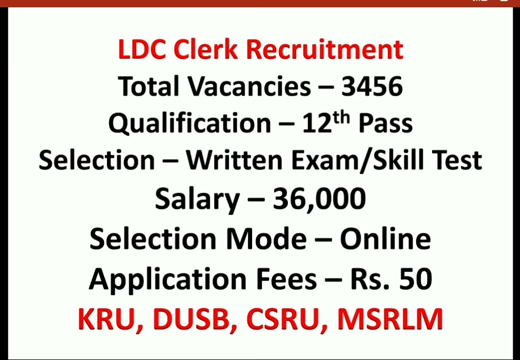 LDC Clerk Recruitment
Total Vacancies – 3456
Qualification – 12th Pass
Selection – Written Exam/Skill Test
Salary – 36,000
Selection Mode – Online
Application Fees – Rs. 50
KRU, DUSB, CSRU, MSRLM